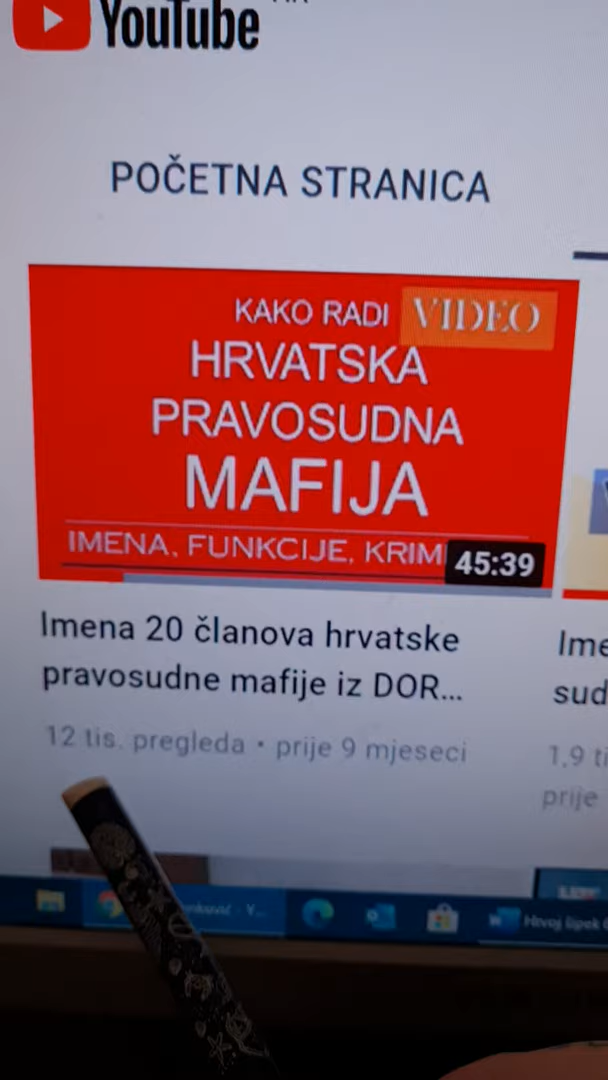 YouTube
POČETNA STRANICA
KAKO RADI VIDEO
HRVATSKA
PRAVOSUDNA
MAFIJA
IMENA, FUNKCIJE, KRIM
45:39
Imena 20 članova hrvatske
pravosudne mafije iz DOR...
12 tis. pregleda • prije 9 mjeseci
Ime
sud
1,9 ti
prije